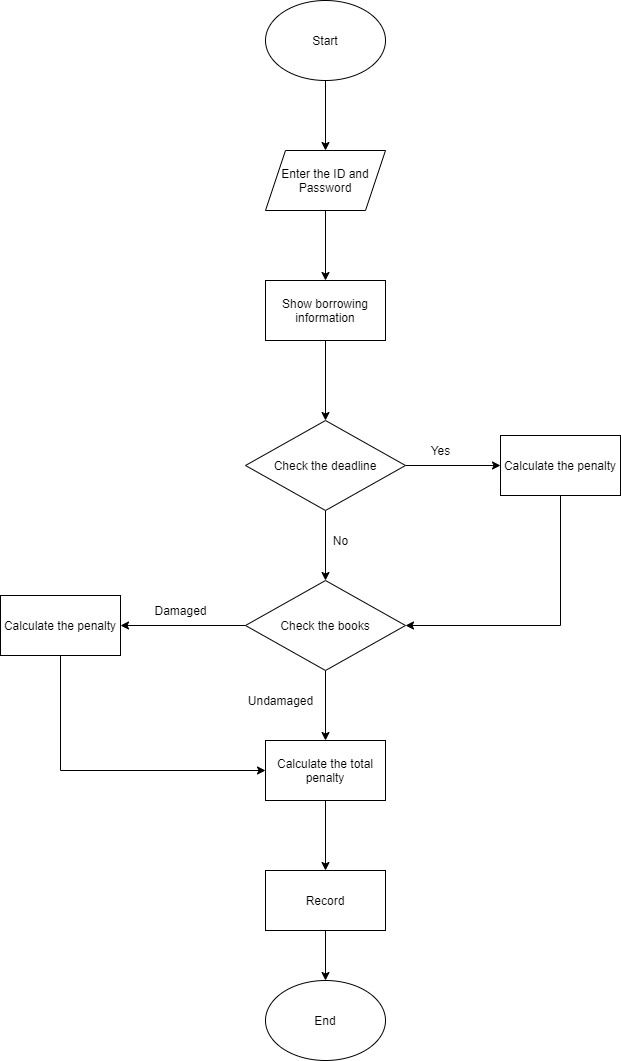 Start
Enter the ID and
Password
Show borrowing
information
Check the deadline
Yes
Calculate the penalty
No
Check the books
Damaged
Calculate the penalty
Undamaged
Calculate the total
penalty
Record
End